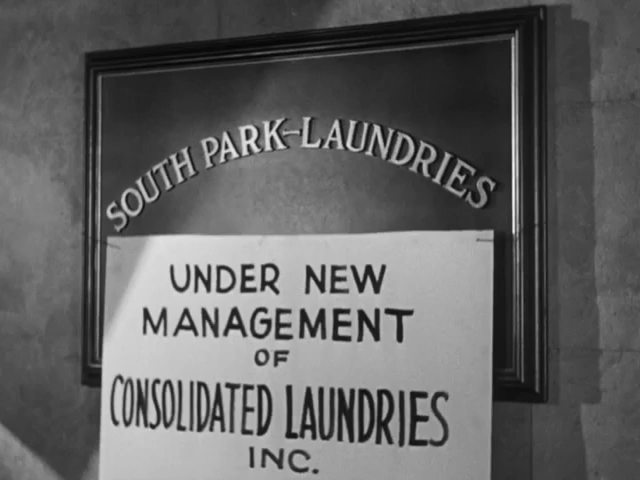 SOUTH PARK-LAUNDRIES
UNDER NEW
MANAGEMENT
OF
CONSOLIDATED LAUNDRIES
INC.